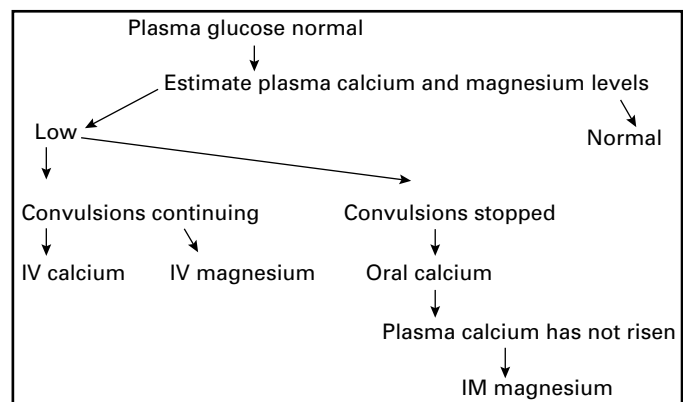 Plasma glucose normal
Estimate plasma calcium and magnesium levels
Low
Normal
Convulsions continuing
Convulsions stopped
IV calcium
IV magnesium
Oral calcium
Plasma calcium has not risen
IM magnesium